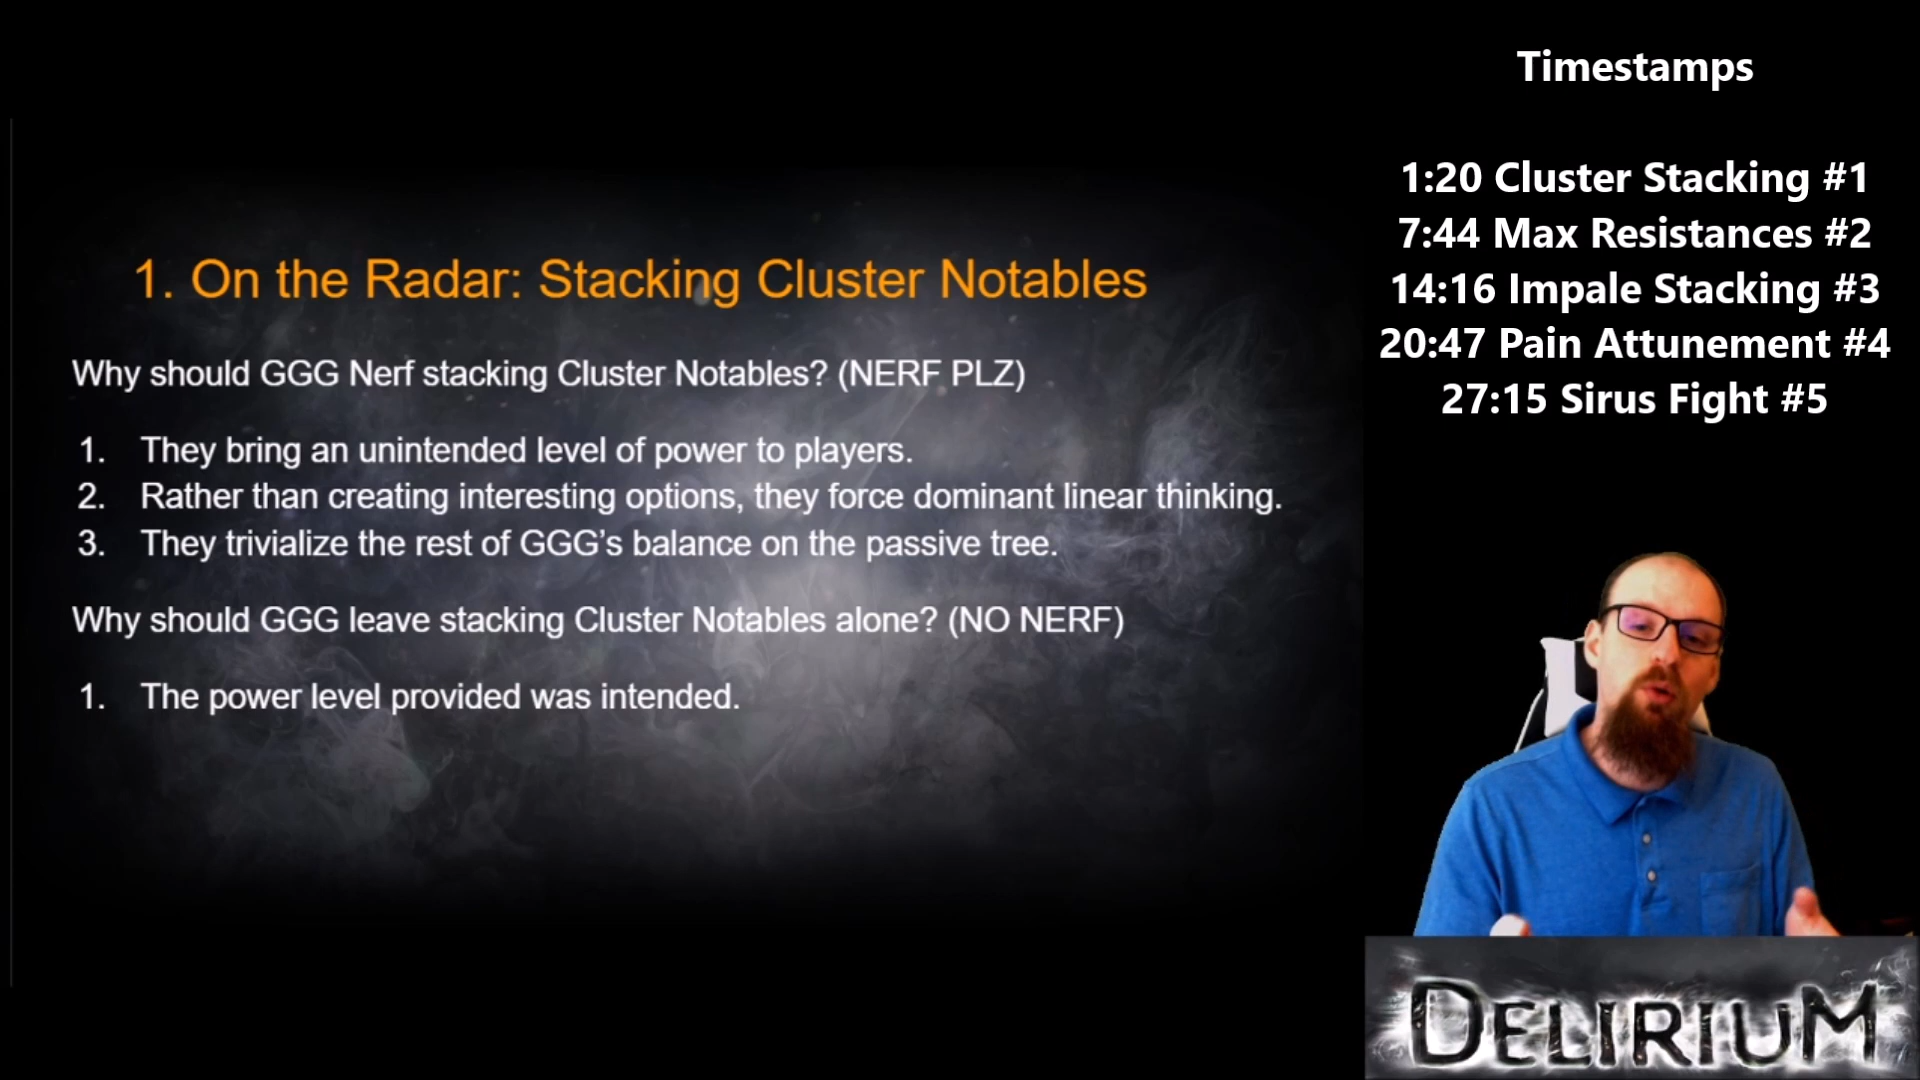 1. On the Radar: Stacking Cluster Notables
Why should GGG Nerf stacking Cluster Notables? (NERF PLZ)
1. They bring an unintended level of power to players.
2. Rather than creating interesting options, they force dominant linear thinking.
3. They trivialize the rest of GGG's balance on the passive tree.
Why should GGG leave stacking Cluster Notables alone? (NO NERF)
1. The power level provided was intended.
Timestamps
1:20 Cluster Stacking #1
7:44 Max Resistances #2
14:16 Impale Stacking #3
20:47 Pain Attunement #4
27:15 Sirus Fight #5
DELIRIUM